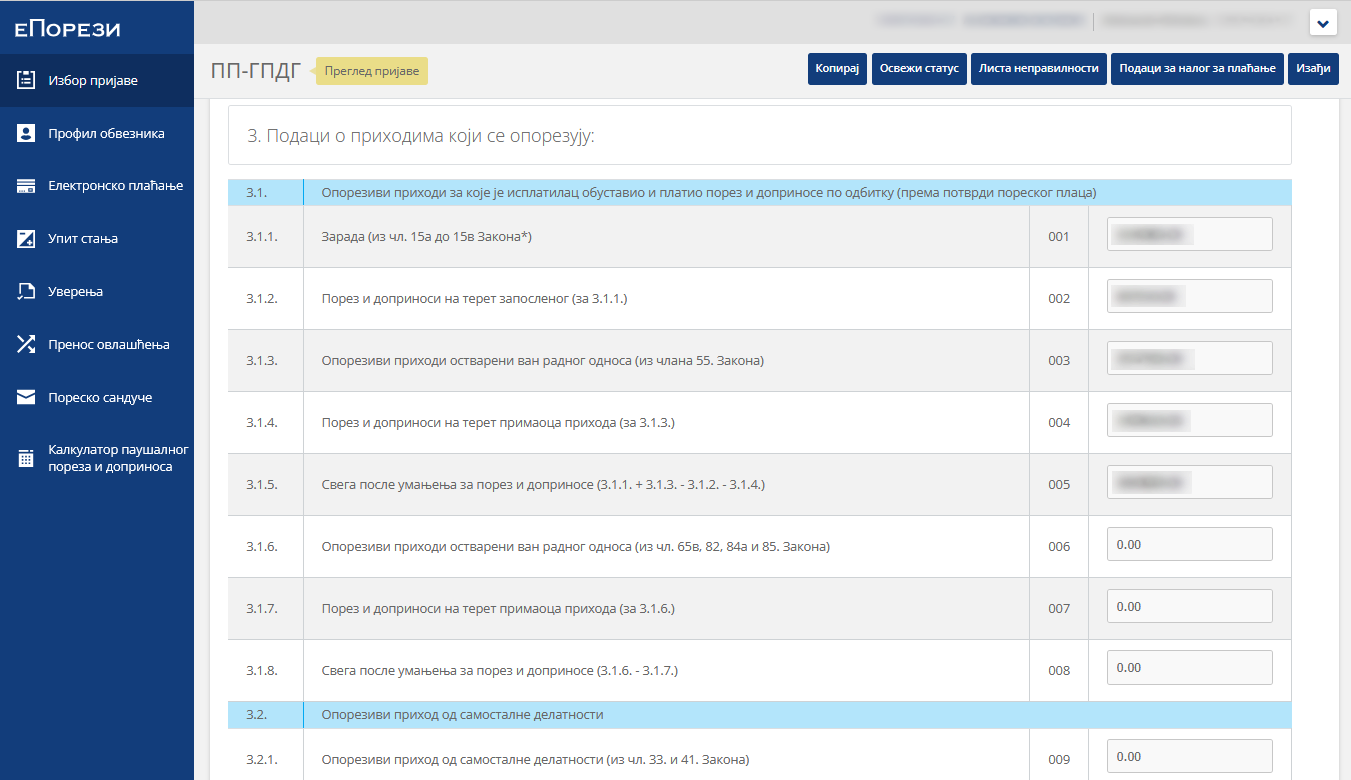 еПорези
Избор пријаве
Профил обвезника
Електронско плаћање
Упит стања
Уверења
Пренос овлашћења
Пореско сандуче
Калкулатор паушалног
пореза и доприноса
ПП-ГПДГ
Преглед пријаве
Копирај
Освежи статус
Листа неправилности
Подаци за налог за плаћање
Изађи
3. Подаци о приходима који се опорезују:
3.1. Опорезиви приходи за које је исплатилац обуставио и платио порез и доприносе по одбитку (према потврди пореског плаца)
3.1.1. Зарада (из чл. 15а до 15в Закона*) 001
3.1.2. Порез и доприноси на терет запосленог (за 3.1.1.) 002
3.1.3. Опорезиви приходи остварени ван радног односа (из члана 55. Закона) 003
3.1.4. Порез и доприноси на терет примаоца прихода (за 3.1.3.) 004
3.1.5. Свега после умањења за порез и доприносе (3.1.1. + 3.1.3. - 3.1.2. - 3.1.4.) 005
3.1.6. Опорезиви приходи остварени ван радног односа (из чл. 65в, 82, 84а и 85. Закона) 006 0.00
3.1.7. Порез и доприноси на терет примаоца прихода (за 3.1.6.) 007 0.00
3.1.8. Свега после умањења за порез и доприносе (3.1.6. - 3.1.7.) 008 0.00
3.2. Опорезиви приход од самосталне делатности
3.2.1. Опорезиви приход од самосталне делатности (из чл. 33. и 41. Закона) 009 0.00